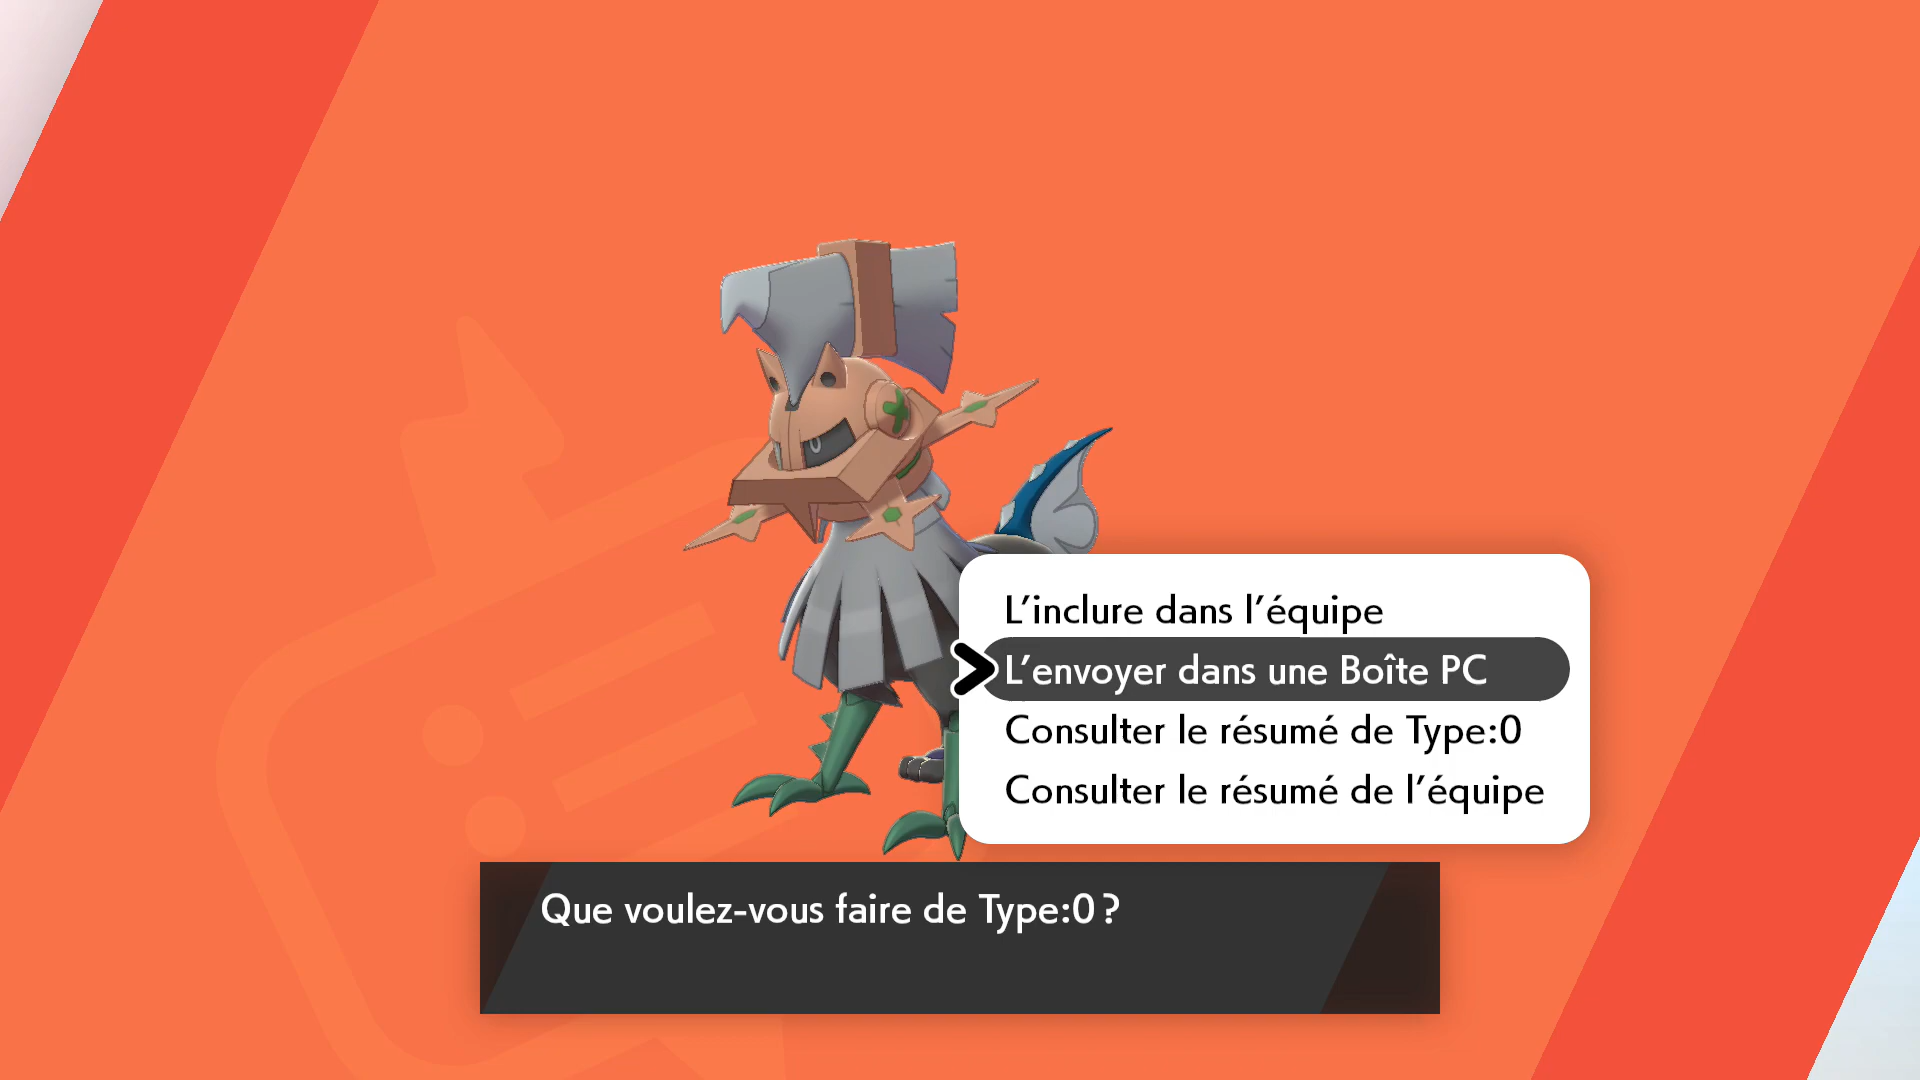 L'inclure dans l'équipe
L'envoyer dans une Boîte PC
Consulter le résumé de Type:0
Consulter le résumé de l'équipe
Que voulez-vous faire de Type:0 ?